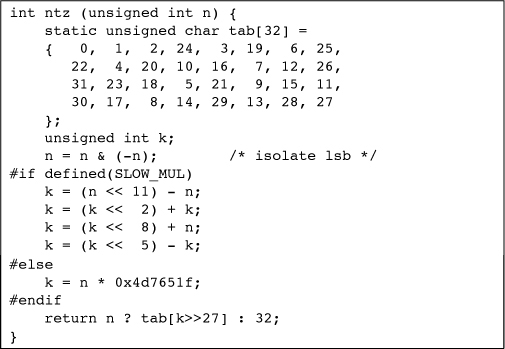 int ntz (unsigned int n) {
    static unsigned char tab[32] =
    {   0,  1,  2, 24,  3, 19,  6, 25,
       22,  4, 20, 10, 16,  7, 12, 26,
       31, 23, 18,  5, 21,  9, 15, 11,
       30, 17,  8, 14, 29, 13, 28, 27
    };
    unsigned int k;
    n = n & (-n);        /* isolate lsb */
#if defined(SLOW_MUL)
    k = (n << 11) - n;
    k = (k <<  2) + k;
    k = (k <<  8) + n;
    k = (k <<  5) - k;
#else
    k = n * 0x4d7651f;
#endif
    return n ? tab[k>>27] : 32;
}